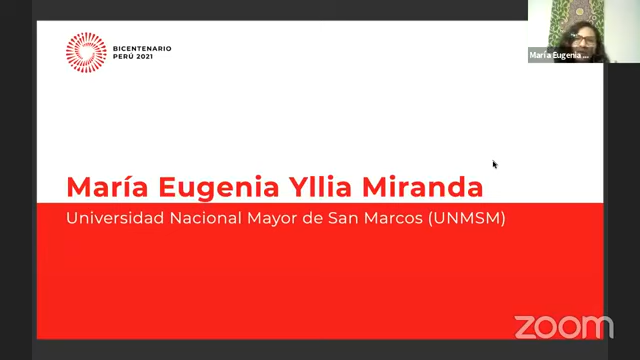 BICENTENARIO
PERÚ 2021
María Eugenia ...
María Eugenia Yllia Miranda
Universidad Nacional Mayor de San Marcos (UNMSM)
zoom